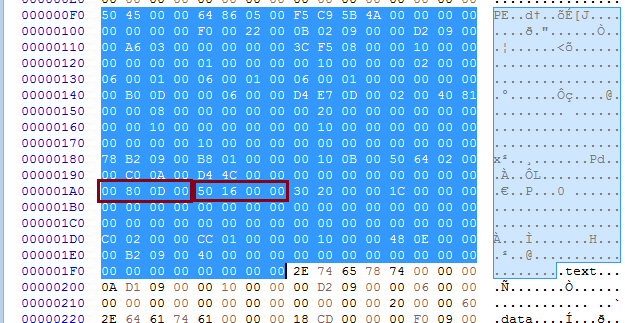 000000F0 50 45 00 00 64 86 05 00 F5 C9 5B 4A 00 00 00 00 PE..d†..õÉ[J....
00000100 00 00 00 00 F0 00 22 00 0B 02 09 00 00 D2 09 00 ....ð."......Ò..
00000110 00 A6 03 00 00 00 00 00 3C F5 08 00 00 10 00 00 .¦......<õ......
00000120 00 00 00 00 01 00 00 00 00 10 00 00 00 02 00 00 ................
00000130 06 00 01 00 06 00 01 00 06 00 01 00 00 00 00 00 ................
00000140 00 B0 0D 00 00 06 00 00 D4 E7 0D 00 02 00 40 81 .°......Ôç....@.
00000150 00 00 08 00 00 00 00 00 00 20 00 00 00 00 00 00 ......... ......
00000160 00 00 10 00 00 00 00 00 00 10 00 00 00 00 00 00 ................
00000170 00 00 00 00 10 00 00 00 00 00 00 00 00 00 00 00 ................
00000180 78 B2 09 00 B8 01 00 00 00 10 0B 00 50 64 02 00 x²..¸.......Pd..
00000190 00 C0 0A 00 D4 4C 00 00 00 00 00 00 00 00 00 00 .À..ÔL..........
000001A0 00 80 0D 00 50 16 00 00 30 20 00 00 1C 00 00 00 .€..P...0 ......
000001B0 00 00 00 00 00 00 00 00 00 00 00 00 00 00 00 00 ................
000001C0 00 00 00 00 00 00 00 00 00 00 00 00 00 00 00 00 ................
000001D0 C0 02 00 00 CC 01 00 00 00 10 00 00 48 0E 00 00 À...Ì.......H...
000001E0 00 B2 09 00 40 00 00 00 00 00 00 00 00 00 00 00 .²..@...........
000001F0 00 00 00 00 00 00 00 00 2E 74 65 78 74 00 00 00 .........text...
00000200 0A D1 09 00 00 10 00 00 00 D2 09 00 00 06 00 00 .Ñ.......Ò......
00000210 00 00 00 00 00 00 00 00 00 00 00 00 20 00 00 60 ............ ..`
00000220 2E 64 61 74 61 00 00 00 18 CD 00 00 00 F0 09 00 .data....Í...ð..